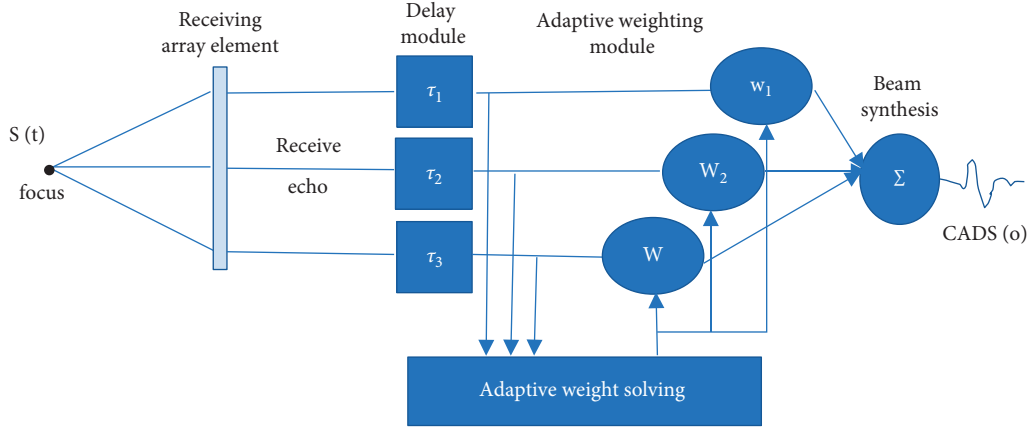 Receiving
array element
Delay
module
Adaptive weighting
module
Beam
synthesis
S (t)
focus
Receive
echo
τ1
τ2
τ3
w1
W2
W
Σ
CADS (o)
Adaptive weight solving